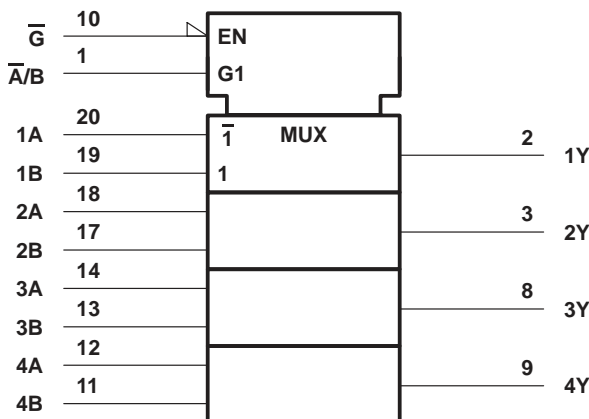 G̅ 10 EN
A̅/B 1 G1
1A 20 1̅ MUX
2 1Y
1B 19 1
2A 18
3 2Y
2B 17
3A 14
8 3Y
3B 13
4A 12
9 4Y
4B 11